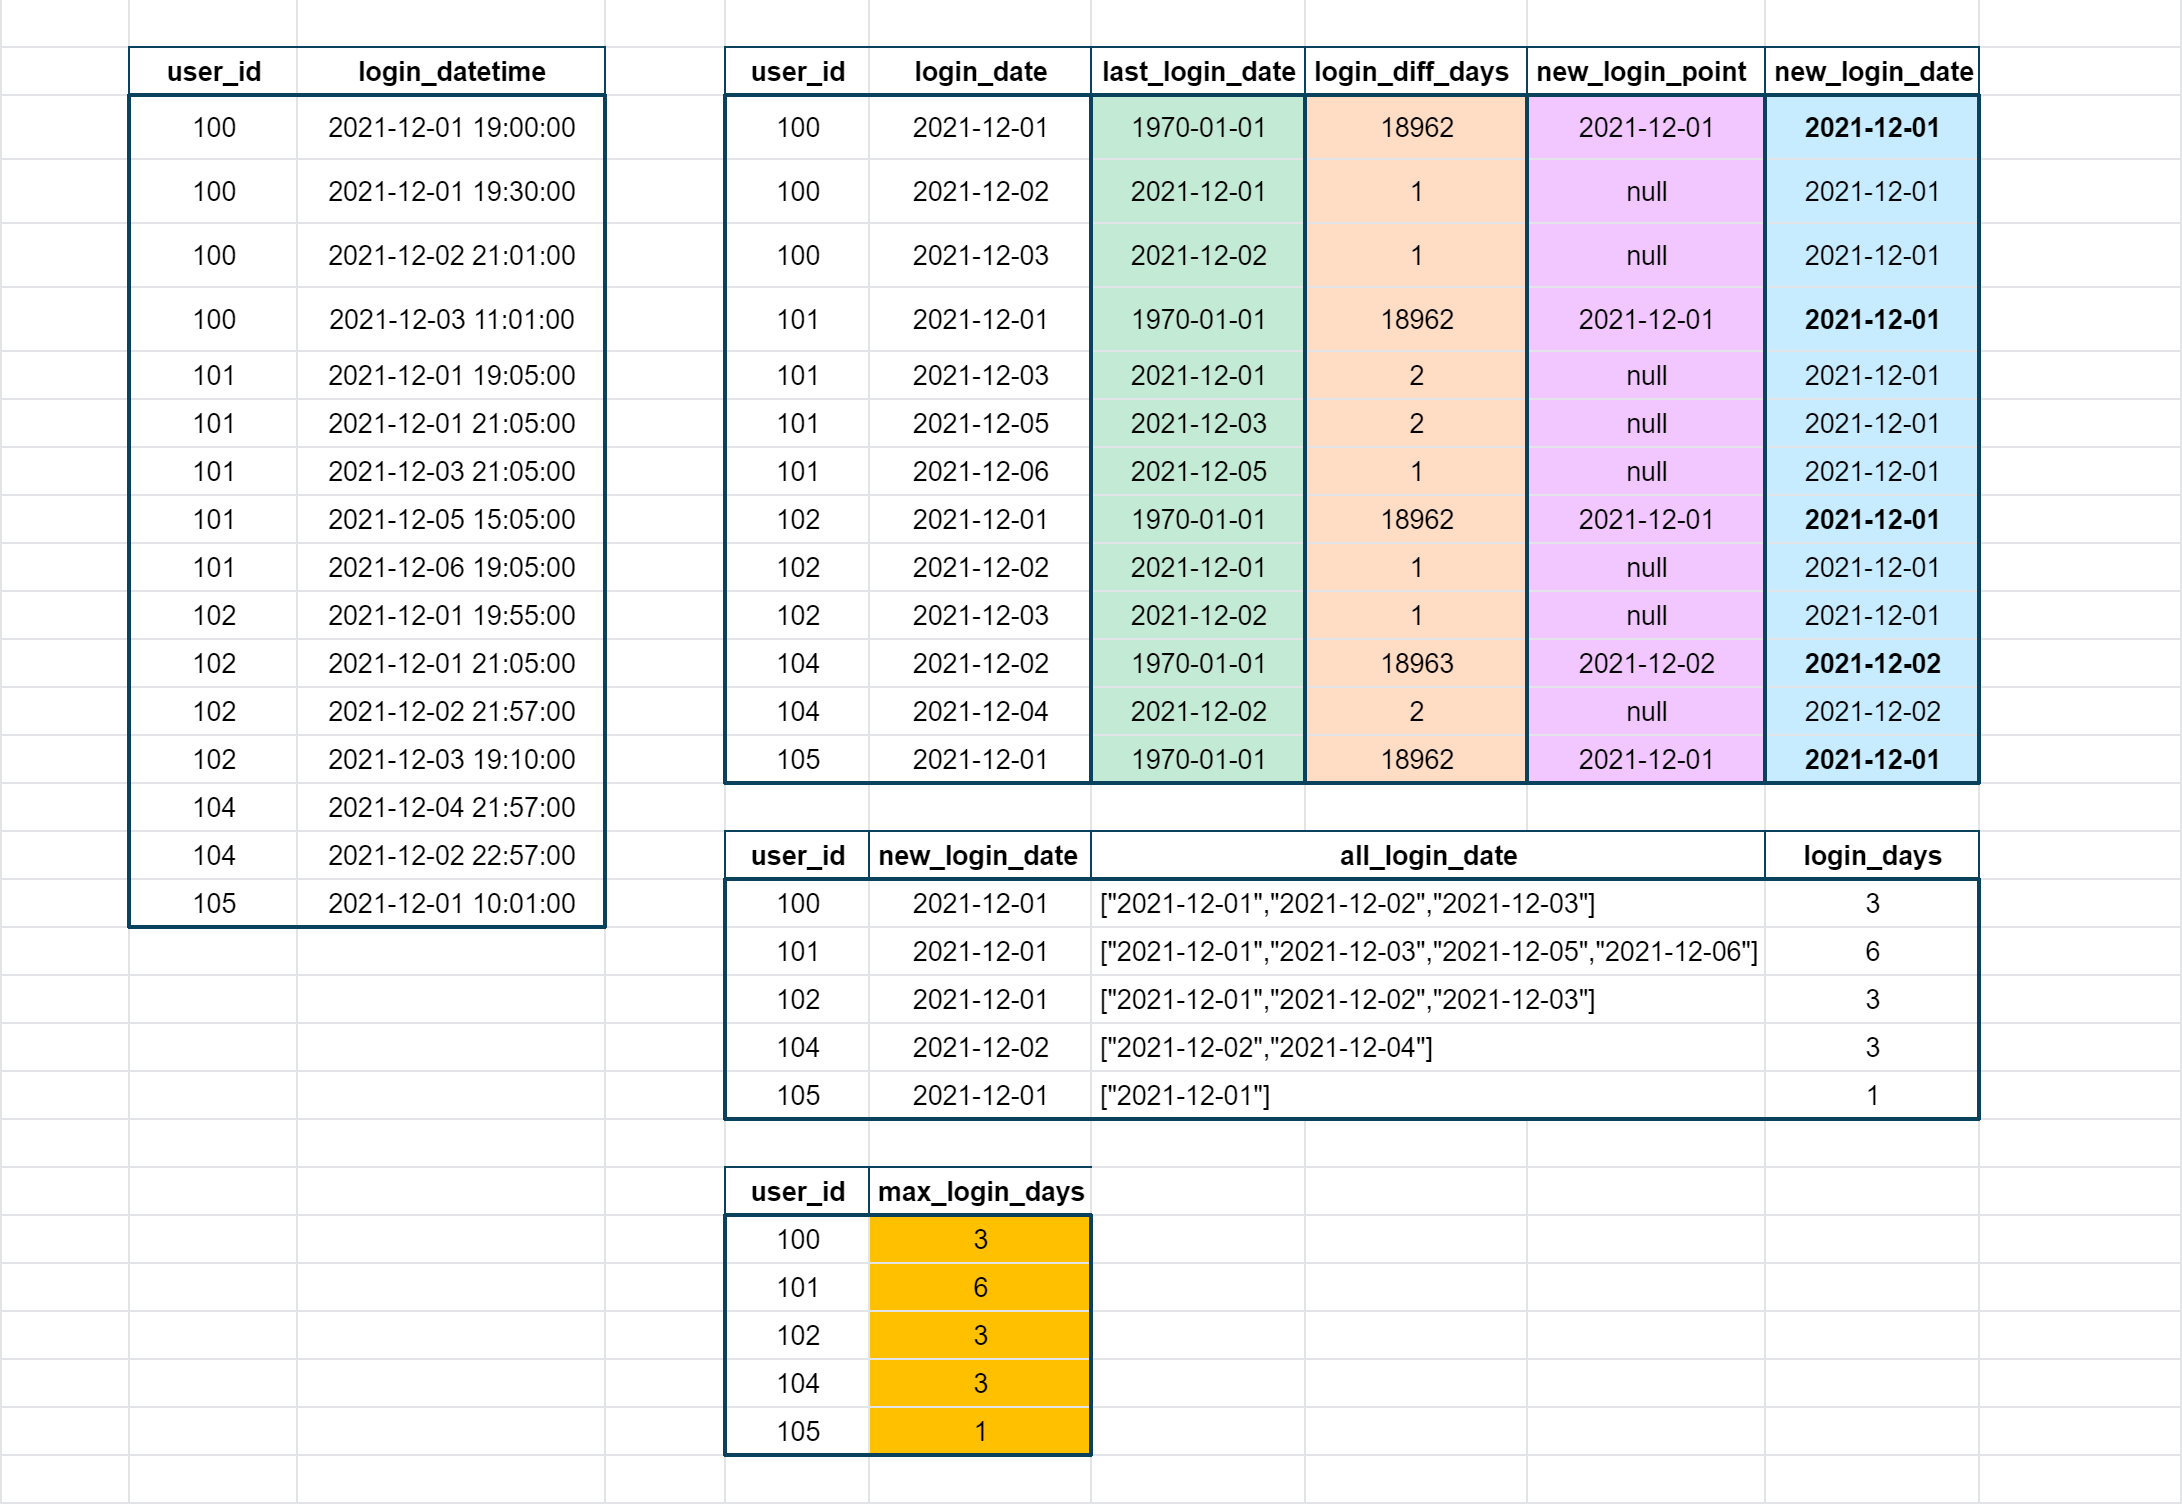 user_id login_datetime
100 2021-12-01 19:00:00
100 2021-12-01 19:30:00
100 2021-12-02 21:01:00
100 2021-12-03 11:01:00
101 2021-12-01 19:05:00
101 2021-12-01 21:05:00
101 2021-12-03 21:05:00
101 2021-12-05 15:05:00
101 2021-12-06 19:05:00
102 2021-12-01 19:55:00
102 2021-12-01 21:05:00
102 2021-12-02 21:57:00
102 2021-12-03 19:10:00
104 2021-12-04 21:57:00
104 2021-12-02 22:57:00
105 2021-12-01 10:01:00
user_id login_date last_login_date login_diff_days new_login_point new_login_date
100 2021-12-01 1970-01-01 18962 2021-12-01 2021-12-01
100 2021-12-02 2021-12-01 1 null 2021-12-01
100 2021-12-03 2021-12-02 1 null 2021-12-01
101 2021-12-01 1970-01-01 18962 2021-12-01 2021-12-01
101 2021-12-03 2021-12-01 2 null 2021-12-01
101 2021-12-05 2021-12-03 2 null 2021-12-01
101 2021-12-06 2021-12-05 1 null 2021-12-01
102 2021-12-01 1970-01-01 18962 2021-12-01 2021-12-01
102 2021-12-02 2021-12-01 1 null 2021-12-01
102 2021-12-03 2021-12-02 1 null 2021-12-01
104 2021-12-02 1970-01-01 18963 2021-12-02 2021-12-02
104 2021-12-04 2021-12-02 2 null 2021-12-02
105 2021-12-01 1970-01-01 18962 2021-12-01 2021-12-01
user_id new_login_date all_login_date login_days
100 2021-12-01 ["2021-12-01","2021-12-02","2021-12-03"] 3
101 2021-12-01 ["2021-12-01","2021-12-03","2021-12-05","2021-12-06"] 6
102 2021-12-01 ["2021-12-01","2021-12-02","2021-12-03"] 3
104 2021-12-02 ["2021-12-02","2021-12-04"] 3
105 2021-12-01 ["2021-12-01"] 1
user_id max_login_days
100 3
101 6
102 3
104 3
105 1